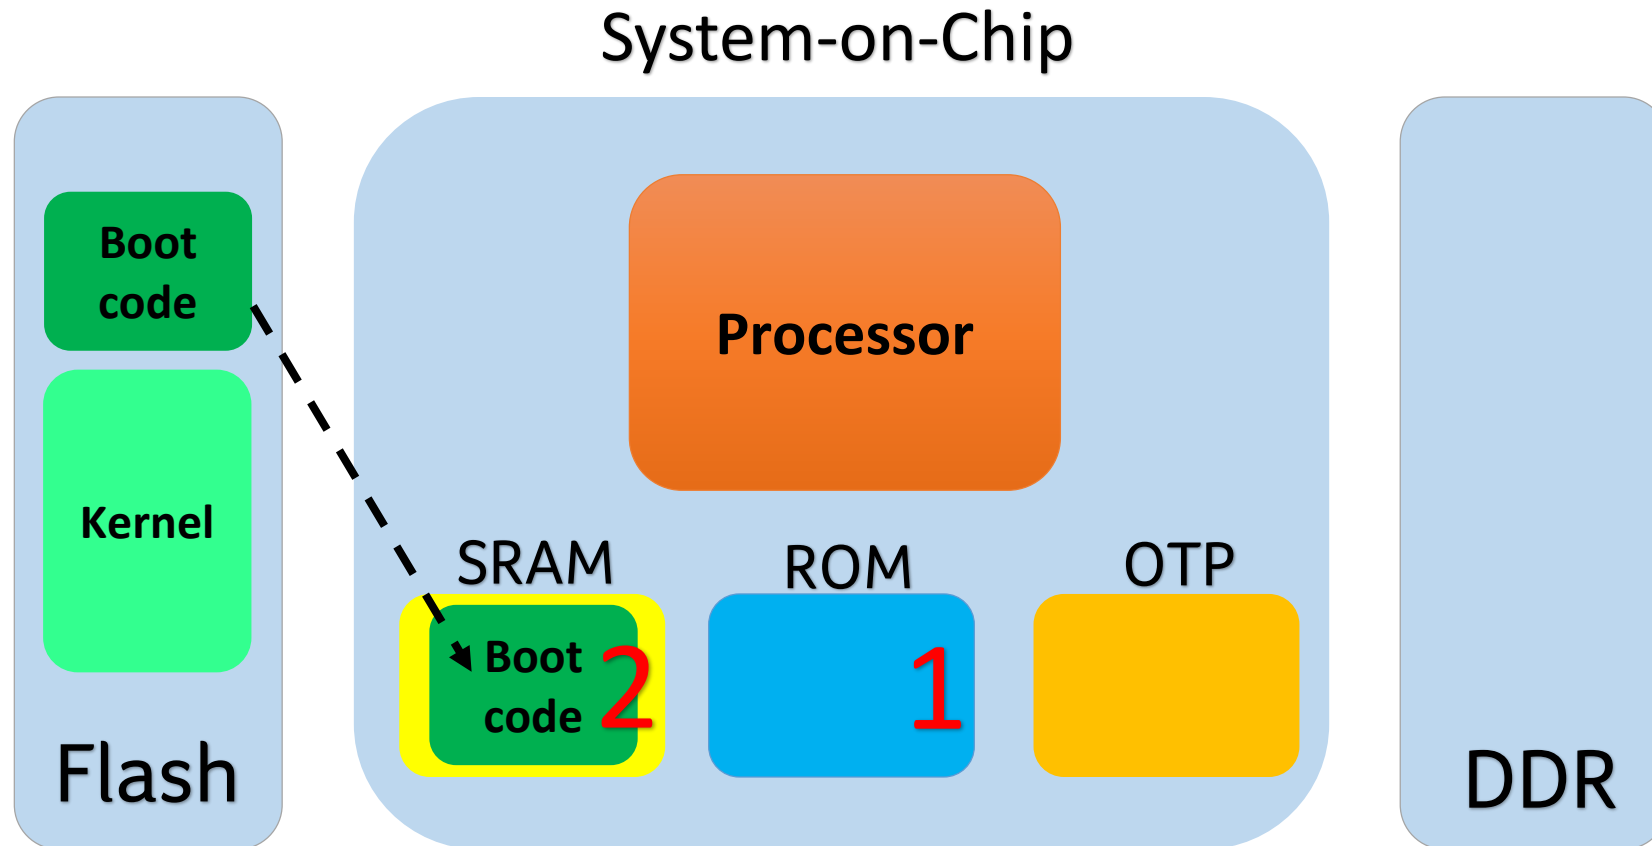 System-on-Chip
Boot
code
Kernel
Flash
Processor
SRAM
ROM
OTP
Boot
code
2
1
DDR